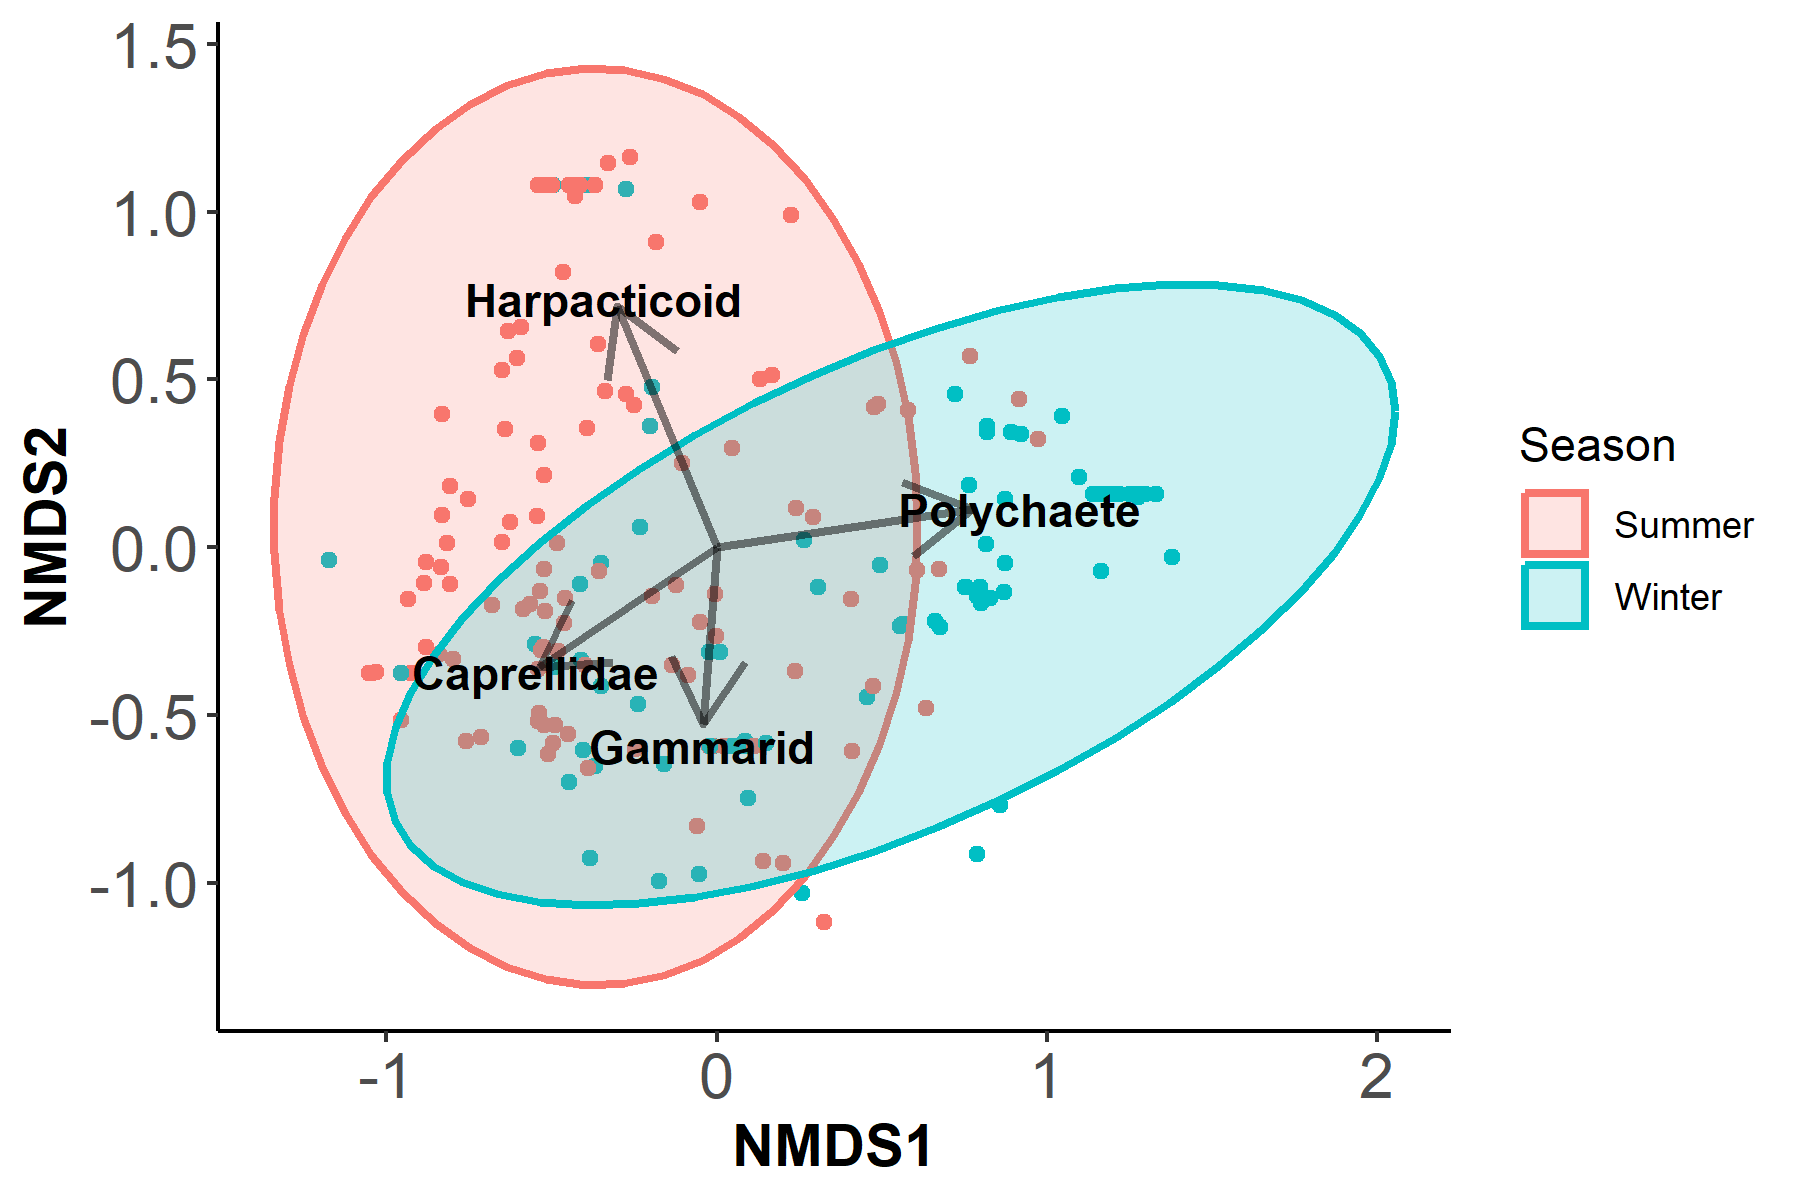 1.5
1.0
0.5
0.0
-0.5
-1.0
NMDS2
Harpacticoid
Polychaete
Caprellidae
Gammarid
-1
0
1
2
NMDS1
Season
Summer
Winter